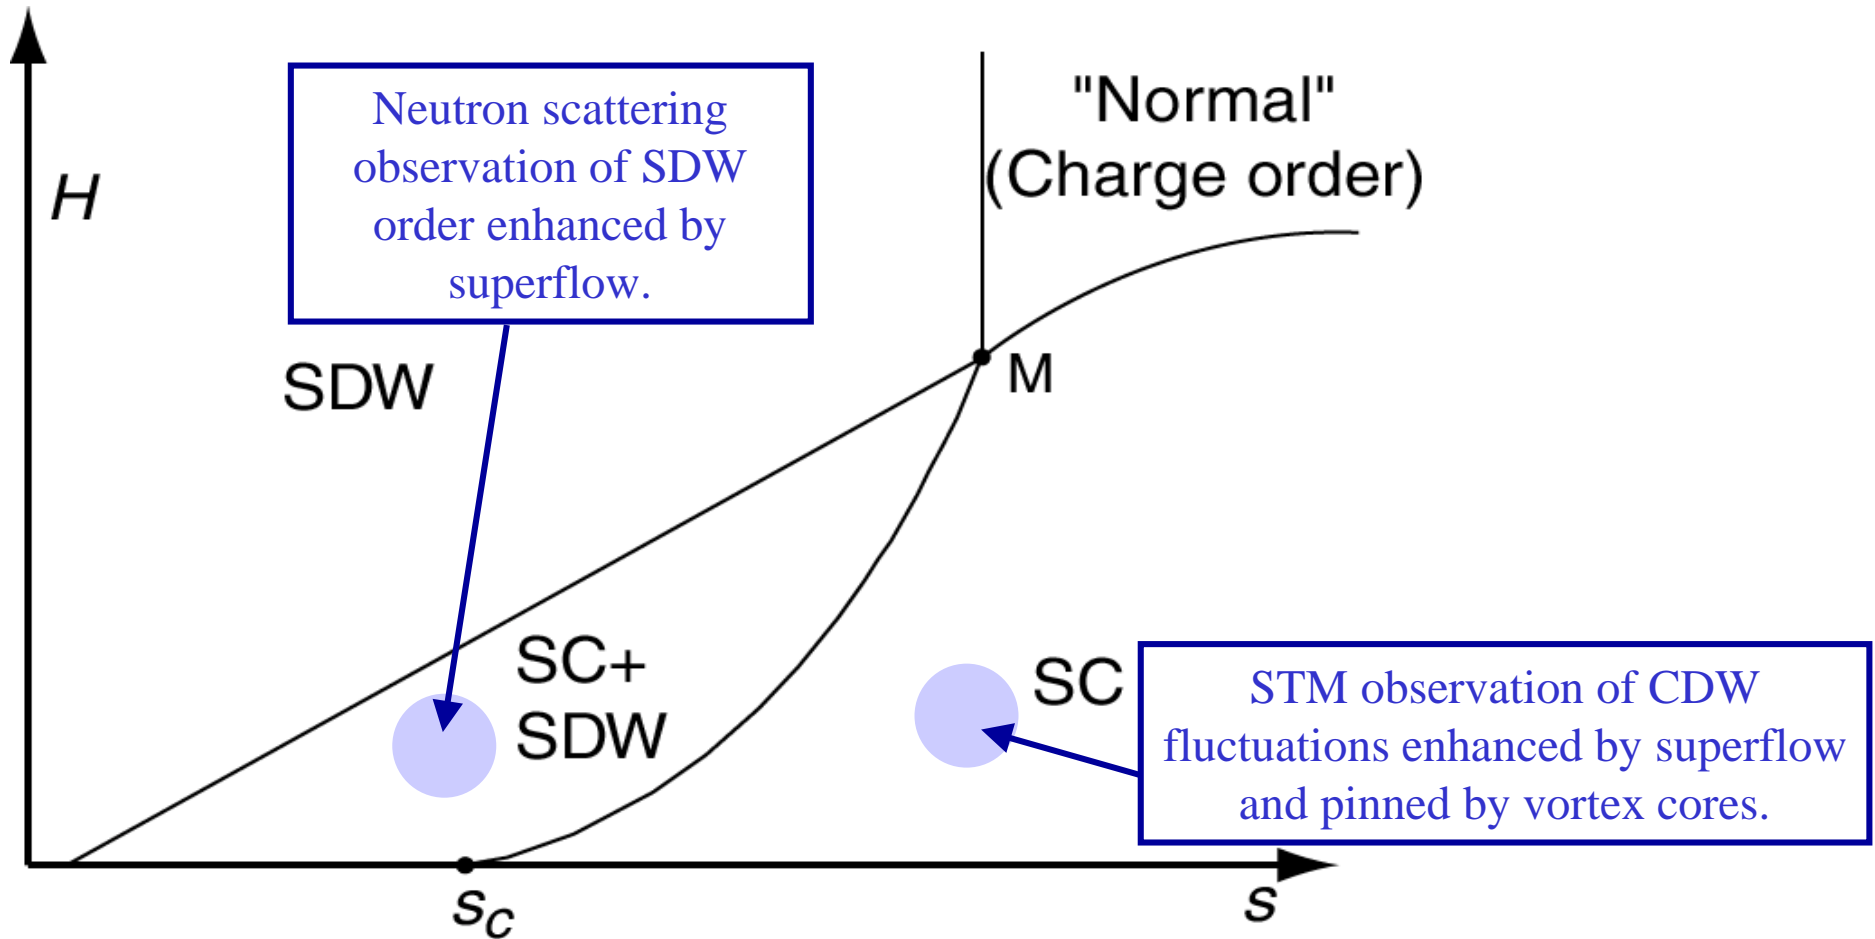 H
Neutron scattering
observation of SDW
order enhanced by
superflow.
"Normal"
(Charge order)
SDW
M
SC+
SDW
SC
STM observation of CDW
fluctuations enhanced by superflow
and pinned by vortex cores.
sc
s